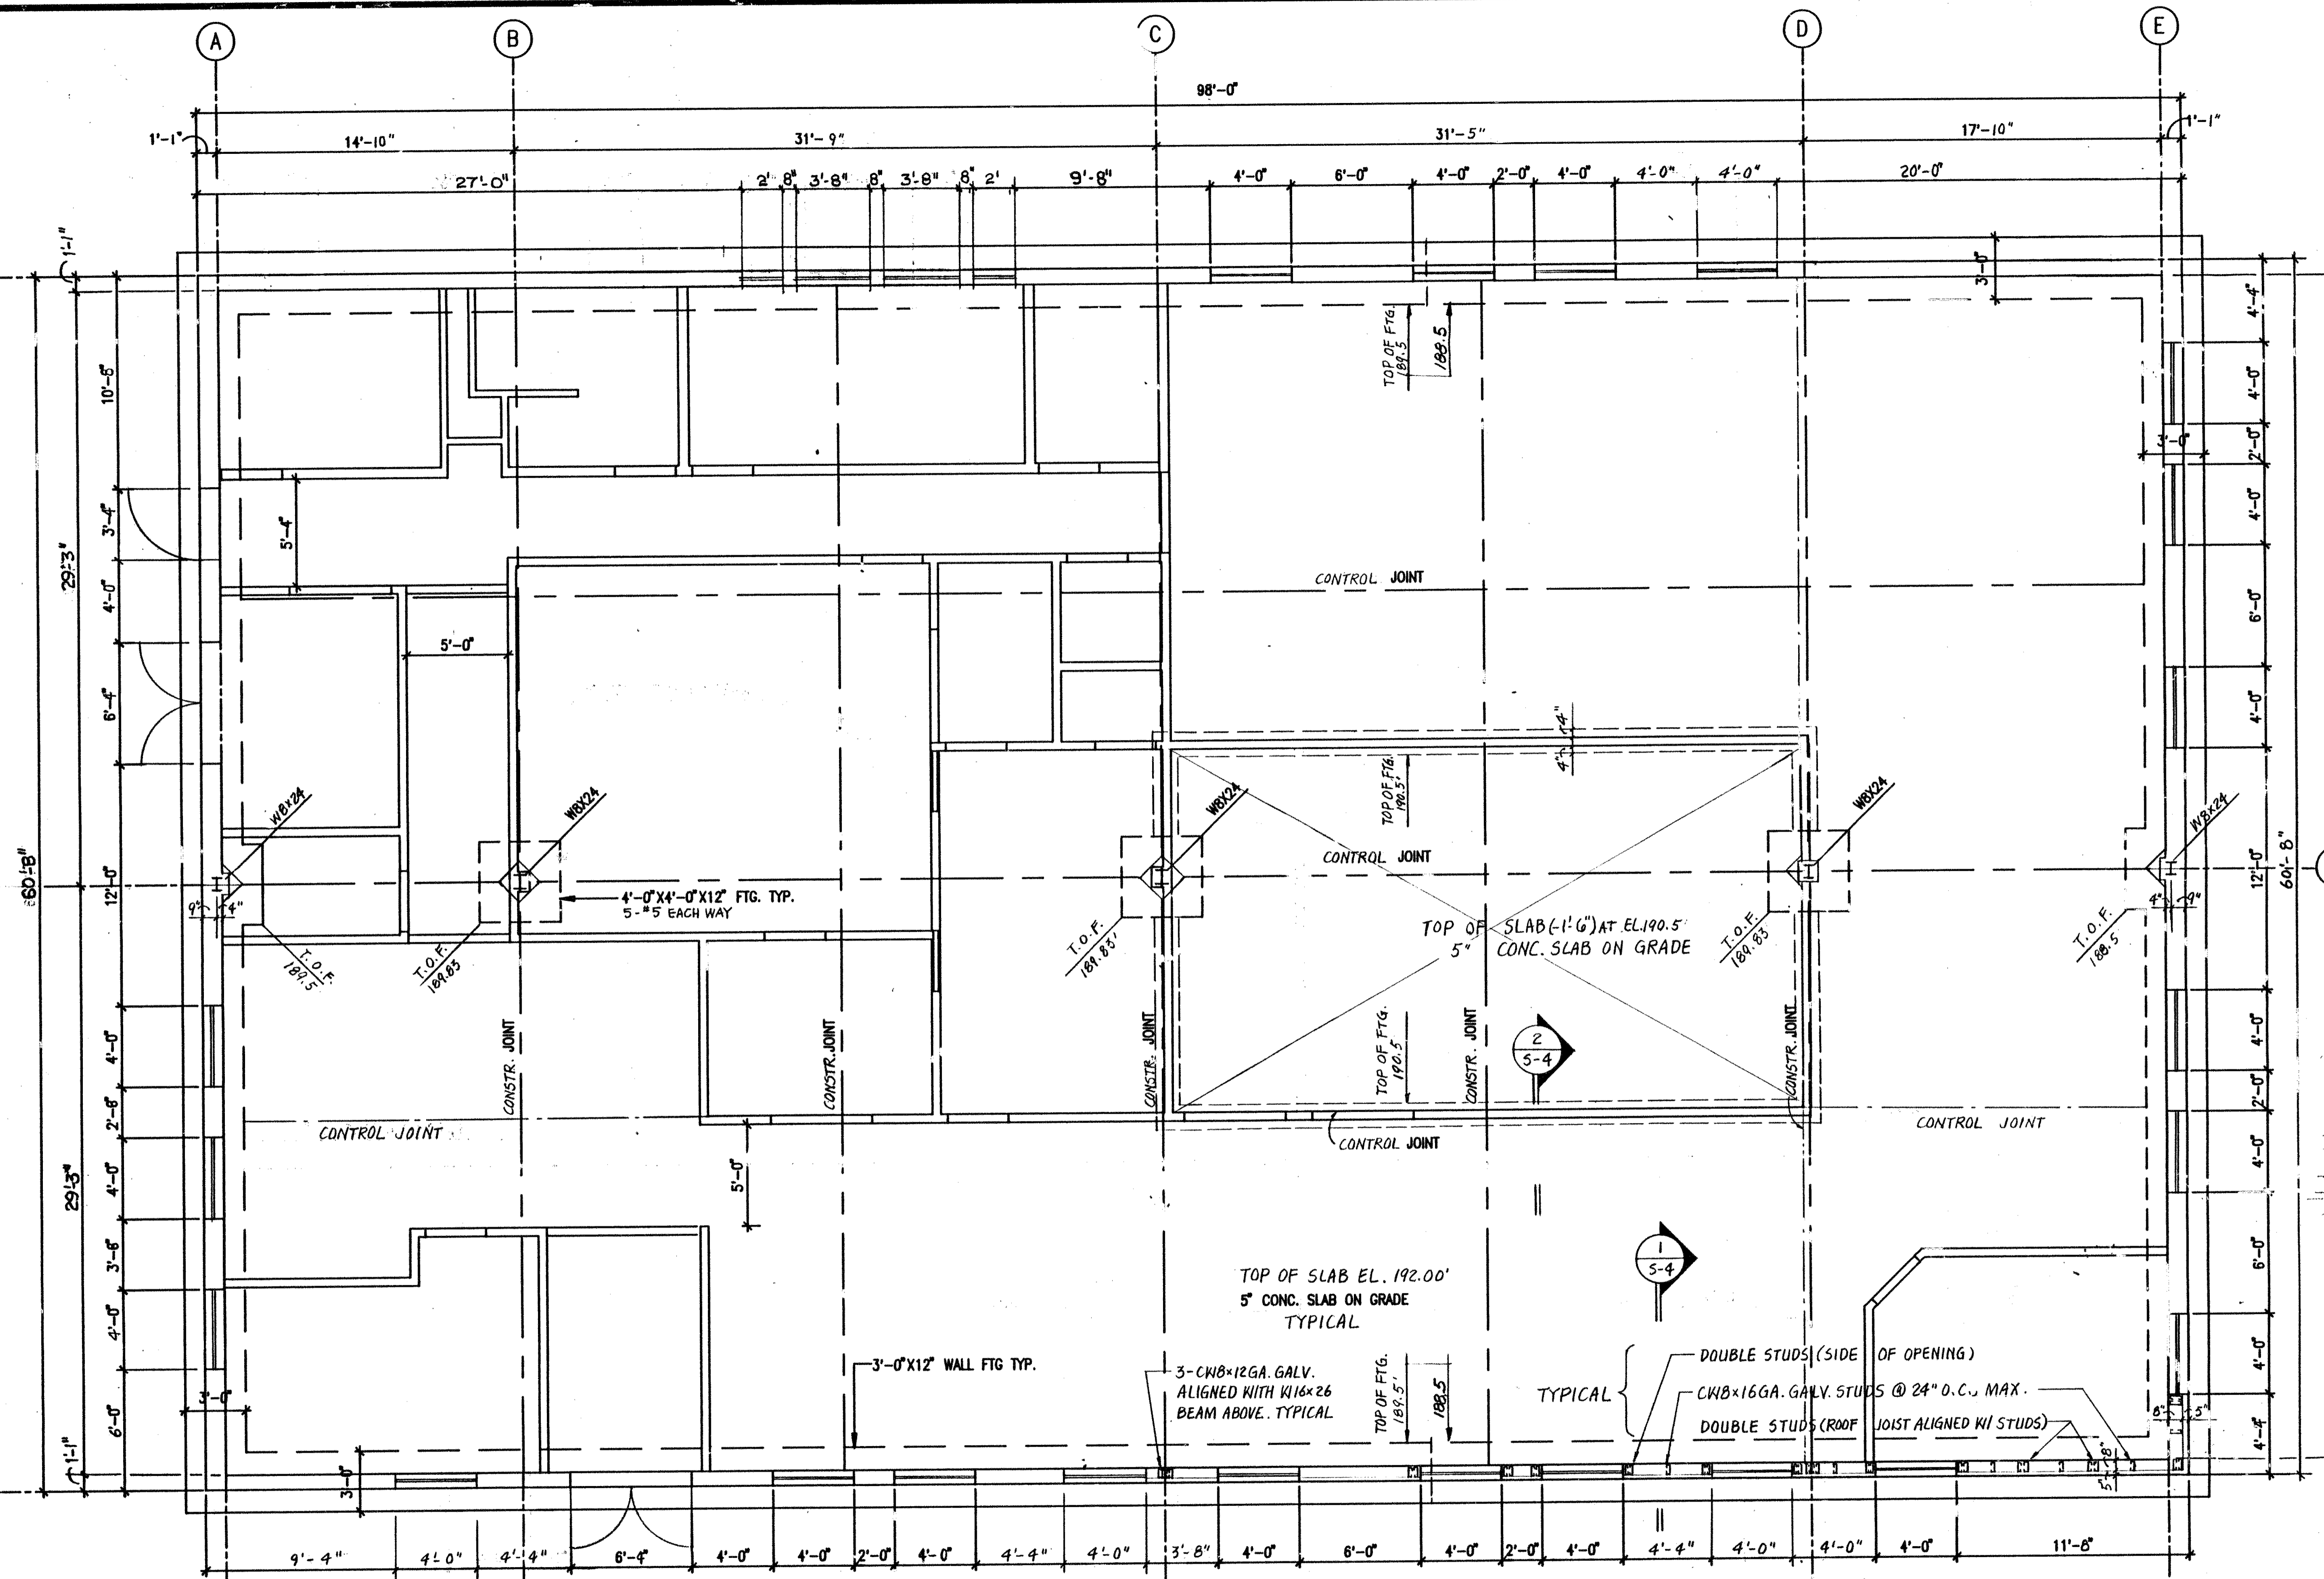 A
B
C
D
E
98'-0"
1'-1"
14'-10"
31'-9"
31'-5"
17'-10"
1'-1"
27'-0"
2'
8"
3'-8"
8"
3'-8"
8"
2'
9'-8"
4'-0"
6'-0"
4'-0"
2'-0"
4'-0"
4'-0"
4'-0"
20'-0"
1'-1"
3'-0"
4'-4"
TOP OF FTG.
189.5
188.5
10'-8"
4'-0"
3'-0"
2'-0"
3'-4"
5'-4"
4'-0"
29'-3"
CONTROL JOINT
4'-0"
6'-0"
5'-0"
6'-4"
4'-0"
4"
4"
TOP OF FTG.
190.5'
W8X24
W8X24
W8X24
W8X24
W8X24
CONTROL JOINT
60'-8"
12'-0"
12'-0"
60'-8"
9"
4"
4'-0"X4'-0"X12" FTG. TYP.
5-#5 EACH WAY
4"
9"
T.O.F.
189.5
T.O.F.
189.83
T.O.F.
189.83'
TOP OF SLAB (-1'-6") AT EL.190.5
5" CONC. SLAB ON GRADE
T.O.F.
189.83
T.O.F.
188.5
4'-0"
CONSTR. JOINT
CONSTR. JOINT
CONSTR. JOINT
TOP OF FTG.
190.5
CONSTR. JOINT
2
S-4
CONSTR. JOINT
4'-0"
2'-8"
2'-0"
CONTROL JOINT
CONTROL JOINT
CONTROL JOINT
4'-0"
4'-0"
5'-0"
29'-3"
3'-6"
1
S-4
6'-0"
TOP OF SLAB EL. 192.00'
5" CONC. SLAB ON GRADE
TYPICAL
4'-0"
4'-0"
3'-0"X12" WALL FTG TYP.
3-CW8x12GA. GALV.
ALIGNED WITH W16x26
BEAM ABOVE. TYPICAL
TOP OF FTG.
189.5'
188.5
TYPICAL
DOUBLE STUDS (SIDE OF OPENING)
CW8x16GA. GALV. STUDS @ 24" O.C., MAX.
DOUBLE STUDS (ROOF JOIST ALIGNED W/ STUDS)
3'-0"
6'-0"
8"
5"
4'-4"
1'-1"
3'-0"
5"
8"
9'-4"
4'-0"
4'-4"
6'-4"
4'-0"
4'-0"
2'-0"
4'-0"
4'-4"
4'-0"
3'-8"
4'-0"
6'-0"
4'-0"
2'-0"
4'-0"
4'-4"
4'-0"
4'-0"
4'-0"
11'-8"